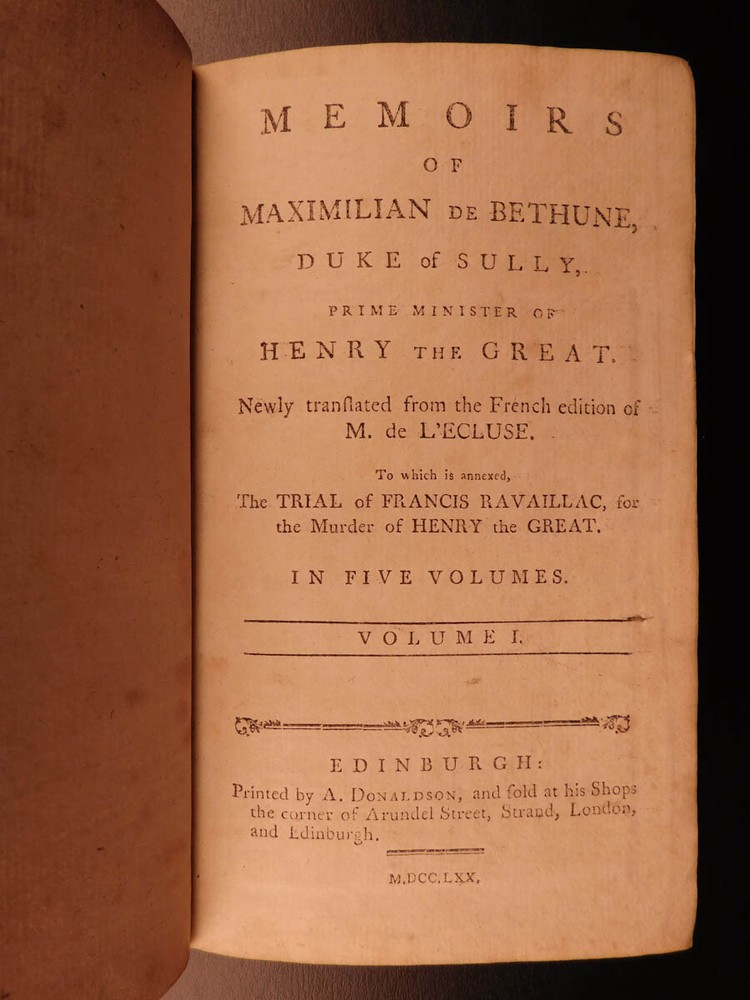 MEMOIRS
OF
MAXIMILIAN DE BETHUNE,
DUKE of SULLY,
PRIME MINISTER OF
HENRY THE GREAT.
Newly tranſlated from the French edition of
M. de L'ECLUSE.
To which is annexed,
The TRIAL of FRANCIS RAVAILLAC, for
the Murder of HENRY the GREAT.
IN FIVE VOLUMES.
VOLUME I.
EDINBURGH:
Printed by A. DONALDSON, and ſold at his Shops
the corner of Arundel Street, Strand, London,
and Edinburgh.
M.DCC.LXX.